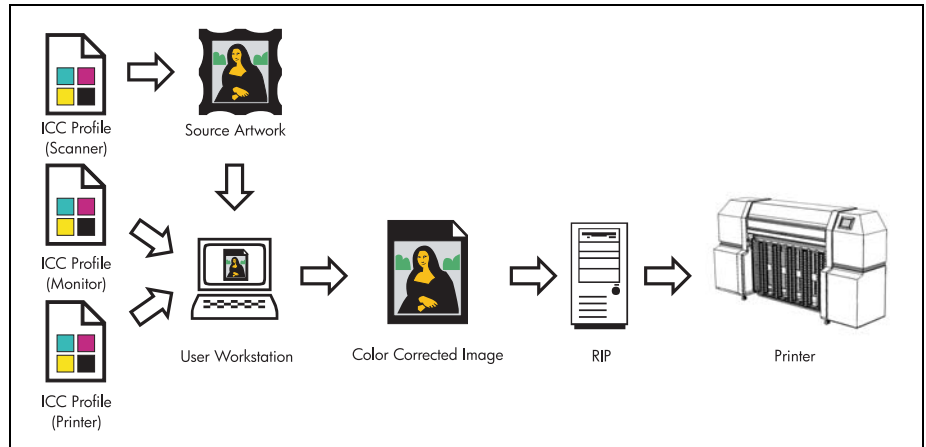 ICC Profile
(Scanner)
Source Artwork
ICC Profile
(Monitor)
ICC Profile
(Printer)
User Workstation
Color Corrected Image
RIP
Printer